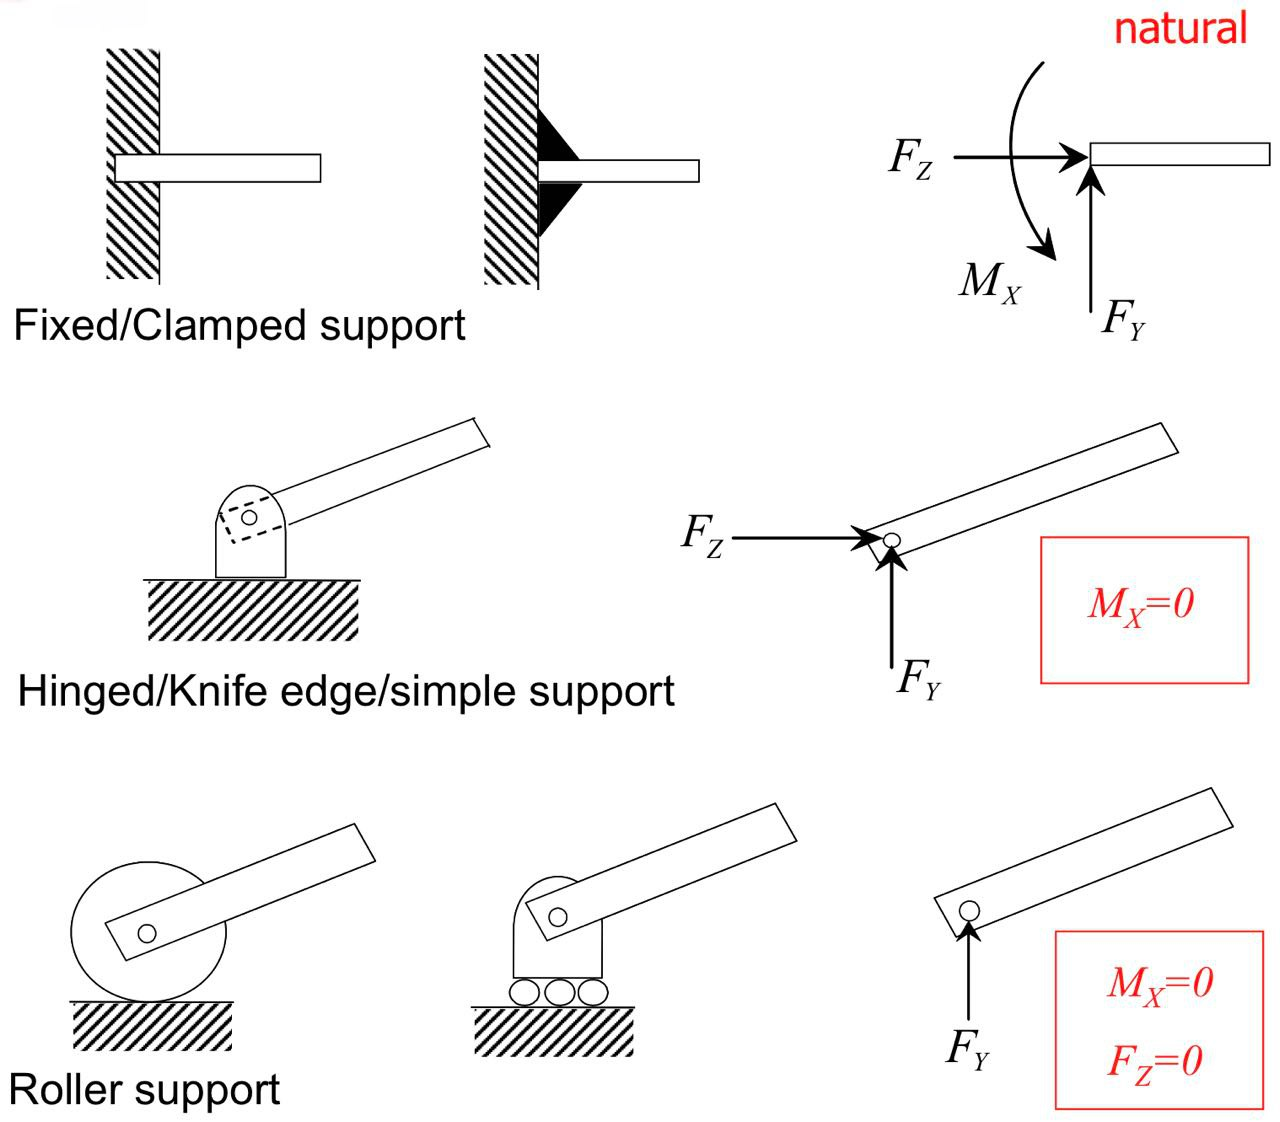 natural
F_Z
M_X
F_Y
Fixed/Clamped support
F_Z
M_X=0
F_Y
Hinged/Knife edge/simple support
M_X=0
F_Y
F_Z=0
Roller support